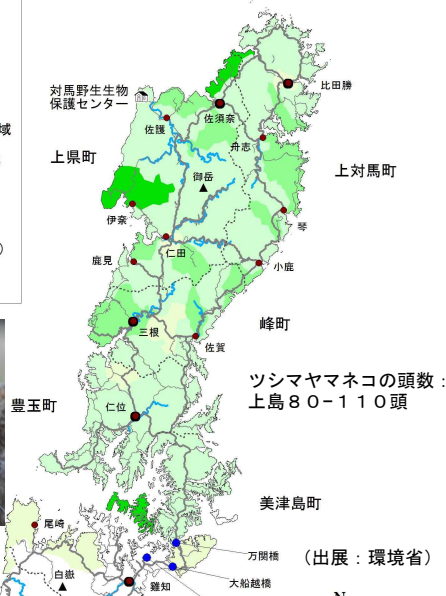 対馬野生生物
保護センター
比田勝
佐須奈
佐護
舟志
域
上県町
御岳
上対馬町
伊奈
琴
）
仁田
鹿見
小鹿
三根
峰町
佐賀
ツシマヤマネコの頭数：
上島８０−１１０頭
豊玉町
仁位
美津島町
尾崎
万関橋
（出展：環境省）
白嶽
雞知
大船越橋
N